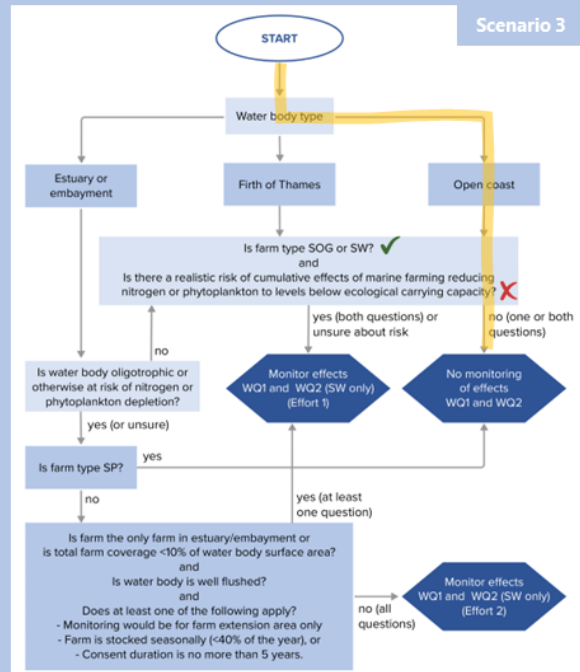 Scenario 3
START
Water body type
Estuary or
embayment
Firth of Thames
Open coast
Is farm type SOG or SW?
and
Is there a realistic risk of cumulative effects of marine farming reducing
nitrogen or phytoplankton to levels below ecological carrying capacity?
no
yes (both questions) or
unsure about risk
no (one or both
questions)
Is water body oligotrophic or
otherwise at risk of nitrogen or
phytoplankton depletion?
Monitor effects
WQ1 and WQ2 (SW only)
(Effort 1)
No monitoring
of effects
WQ1 and WQ2
yes (or unsure)
Is farm type SP?
yes
no
yes (at least
one question)
Is farm the only farm in estuary/embayment or
is total farm coverage <10% of water body surface area?
and
Is water body is well flushed?
and
Does at least one of the following apply?
- Monitoring would be for farm extension area only
- Farm is stocked seasonally (<40% of the year), or
- Consent duration is no more than 5 years.
no (all
questions)
Monitor effects
WQ1 and WQ2 (SW only)
(Effort 2)